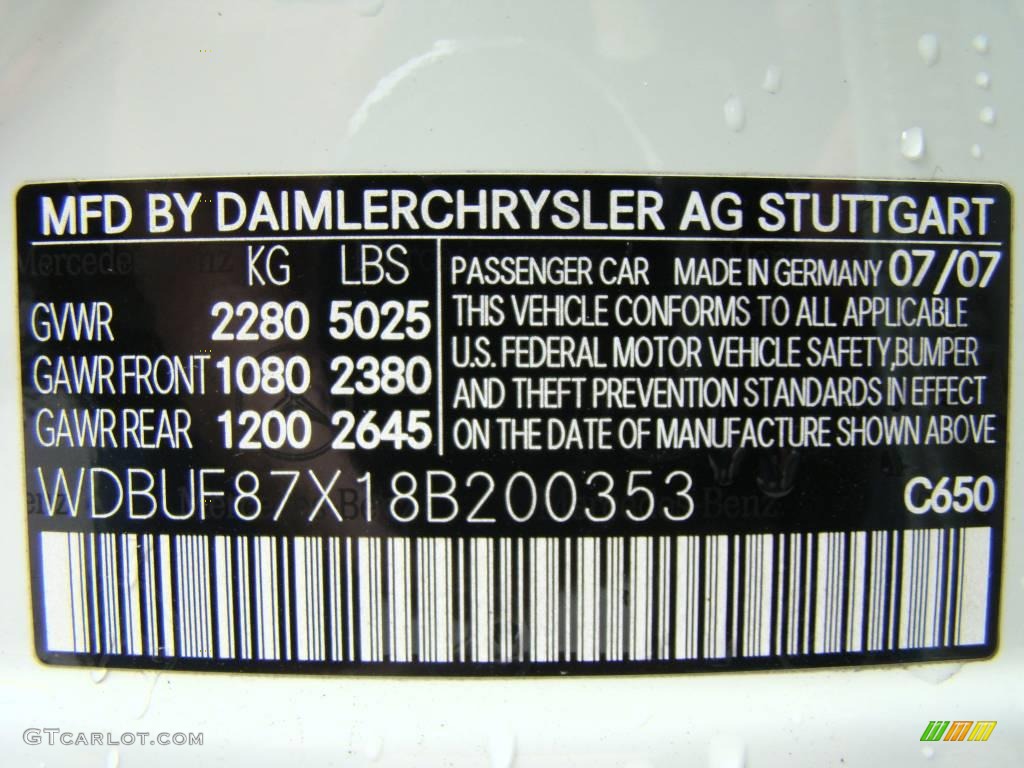 MFD BY DAIMLERCHRYSLER AG STUTTGART
KG LBS
GVWR 2280 5025
GAWR FRONT 1080 2380
GAWR REAR 1200 2645
PASSENGER CAR MADE IN GERMANY 07/07
THIS VEHICLE CONFORMS TO ALL APPLICABLE
U.S. FEDERAL MOTOR VEHICLE SAFETY,BUMPER
AND THEFT PREVENTION STANDARDS IN EFFECT
ON THE DATE OF MANUFACTURE SHOWN ABOVE
WDBUF87X18B200353 C650
GTCARLOT.COM